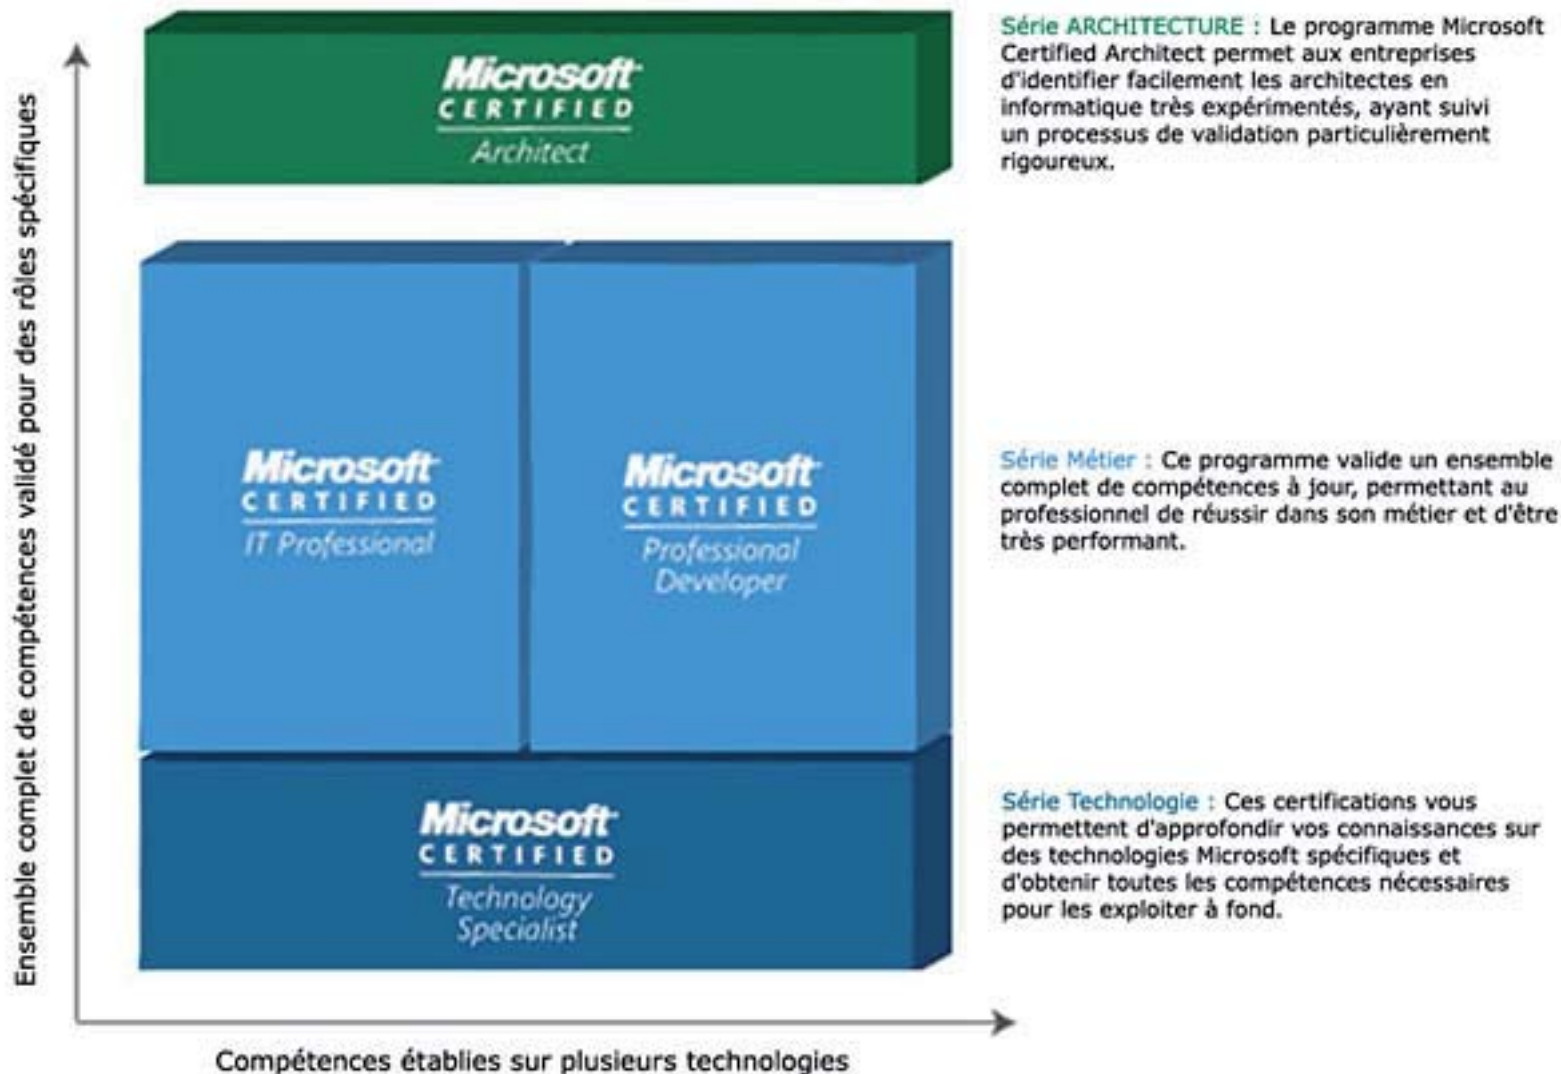 Ensemble complet de compétences validé pour des rôles spécifiques
Microsoft
CERTIFIED
Architect
Série ARCHITECTURE : Le programme Microsoft
Certified Architect permet aux entreprises
d'identifier facilement les architectes en
informatique très expérimentés, ayant suivi
un processus de validation particulièrement
rigoureux.
Microsoft
CERTIFIED
IT Professional
Microsoft
CERTIFIED
Professional
Developer
Série Métier : Ce programme valide un ensemble
complet de compétences à jour, permettant au
professionnel de réussir dans son métier et d'être
très performant.
Microsoft
CERTIFIED
Technology
Specialist
Série Technologie : Ces certifications vous
permettent d'approfondir vos connaissances sur
des technologies Microsoft spécifiques et
d'obtenir toutes les compétences nécessaires
pour les exploiter à fond.
Compétences établies sur plusieurs technologies